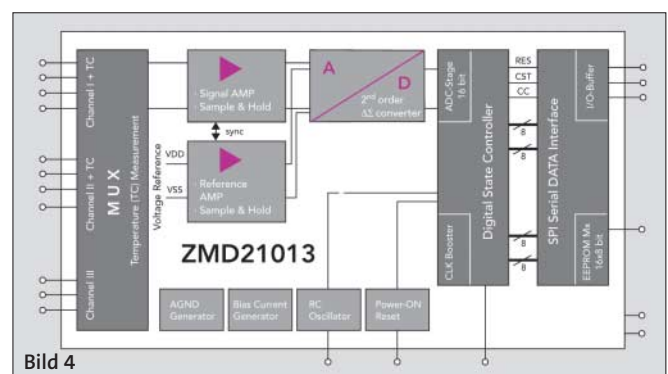 Channel I + TC
Channel II + TC
Channel III
MUX
Temperature (TC) Measurement
- Signal AMP
- Sample & Hold
sync
VDD
VSS
Voltage Reference
- Reference
AMP
- Sample & Hold
A
D
2nd order
ΔΣ converter
ADC-Stage
16 bit
Digital State Controller
CLK Booster
RES
CST
CC
8
8
8
8
SPI Serial DATA Interface
I/O-Buffer
EEPROM Mx
16x8 bit
ZMD21013
AGND
Generator
Bias Current
Generator
RC
Oscillator
Power-ON
Reset
Bild 4